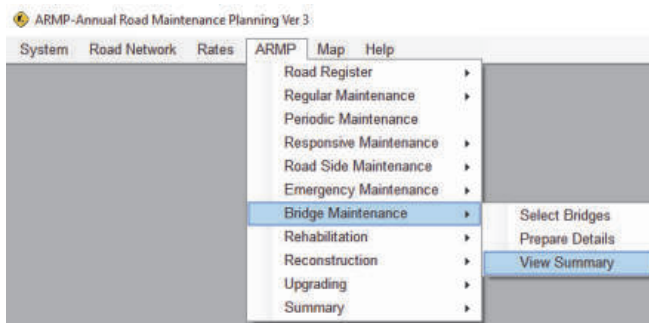 ARMP-Annual Road Maintenance Planning Ver 3
System Road Network Rates ARMP Map Help
Road Register
Regular Maintenance
Periodic Maintenance
Responsive Maintenance
Road Side Maintenance
Emergency Maintenance
Bridge Maintenance
Select Bridges
Rehabilitation
Prepare Details
Reconstruction
View Summary
Upgrading
Summary